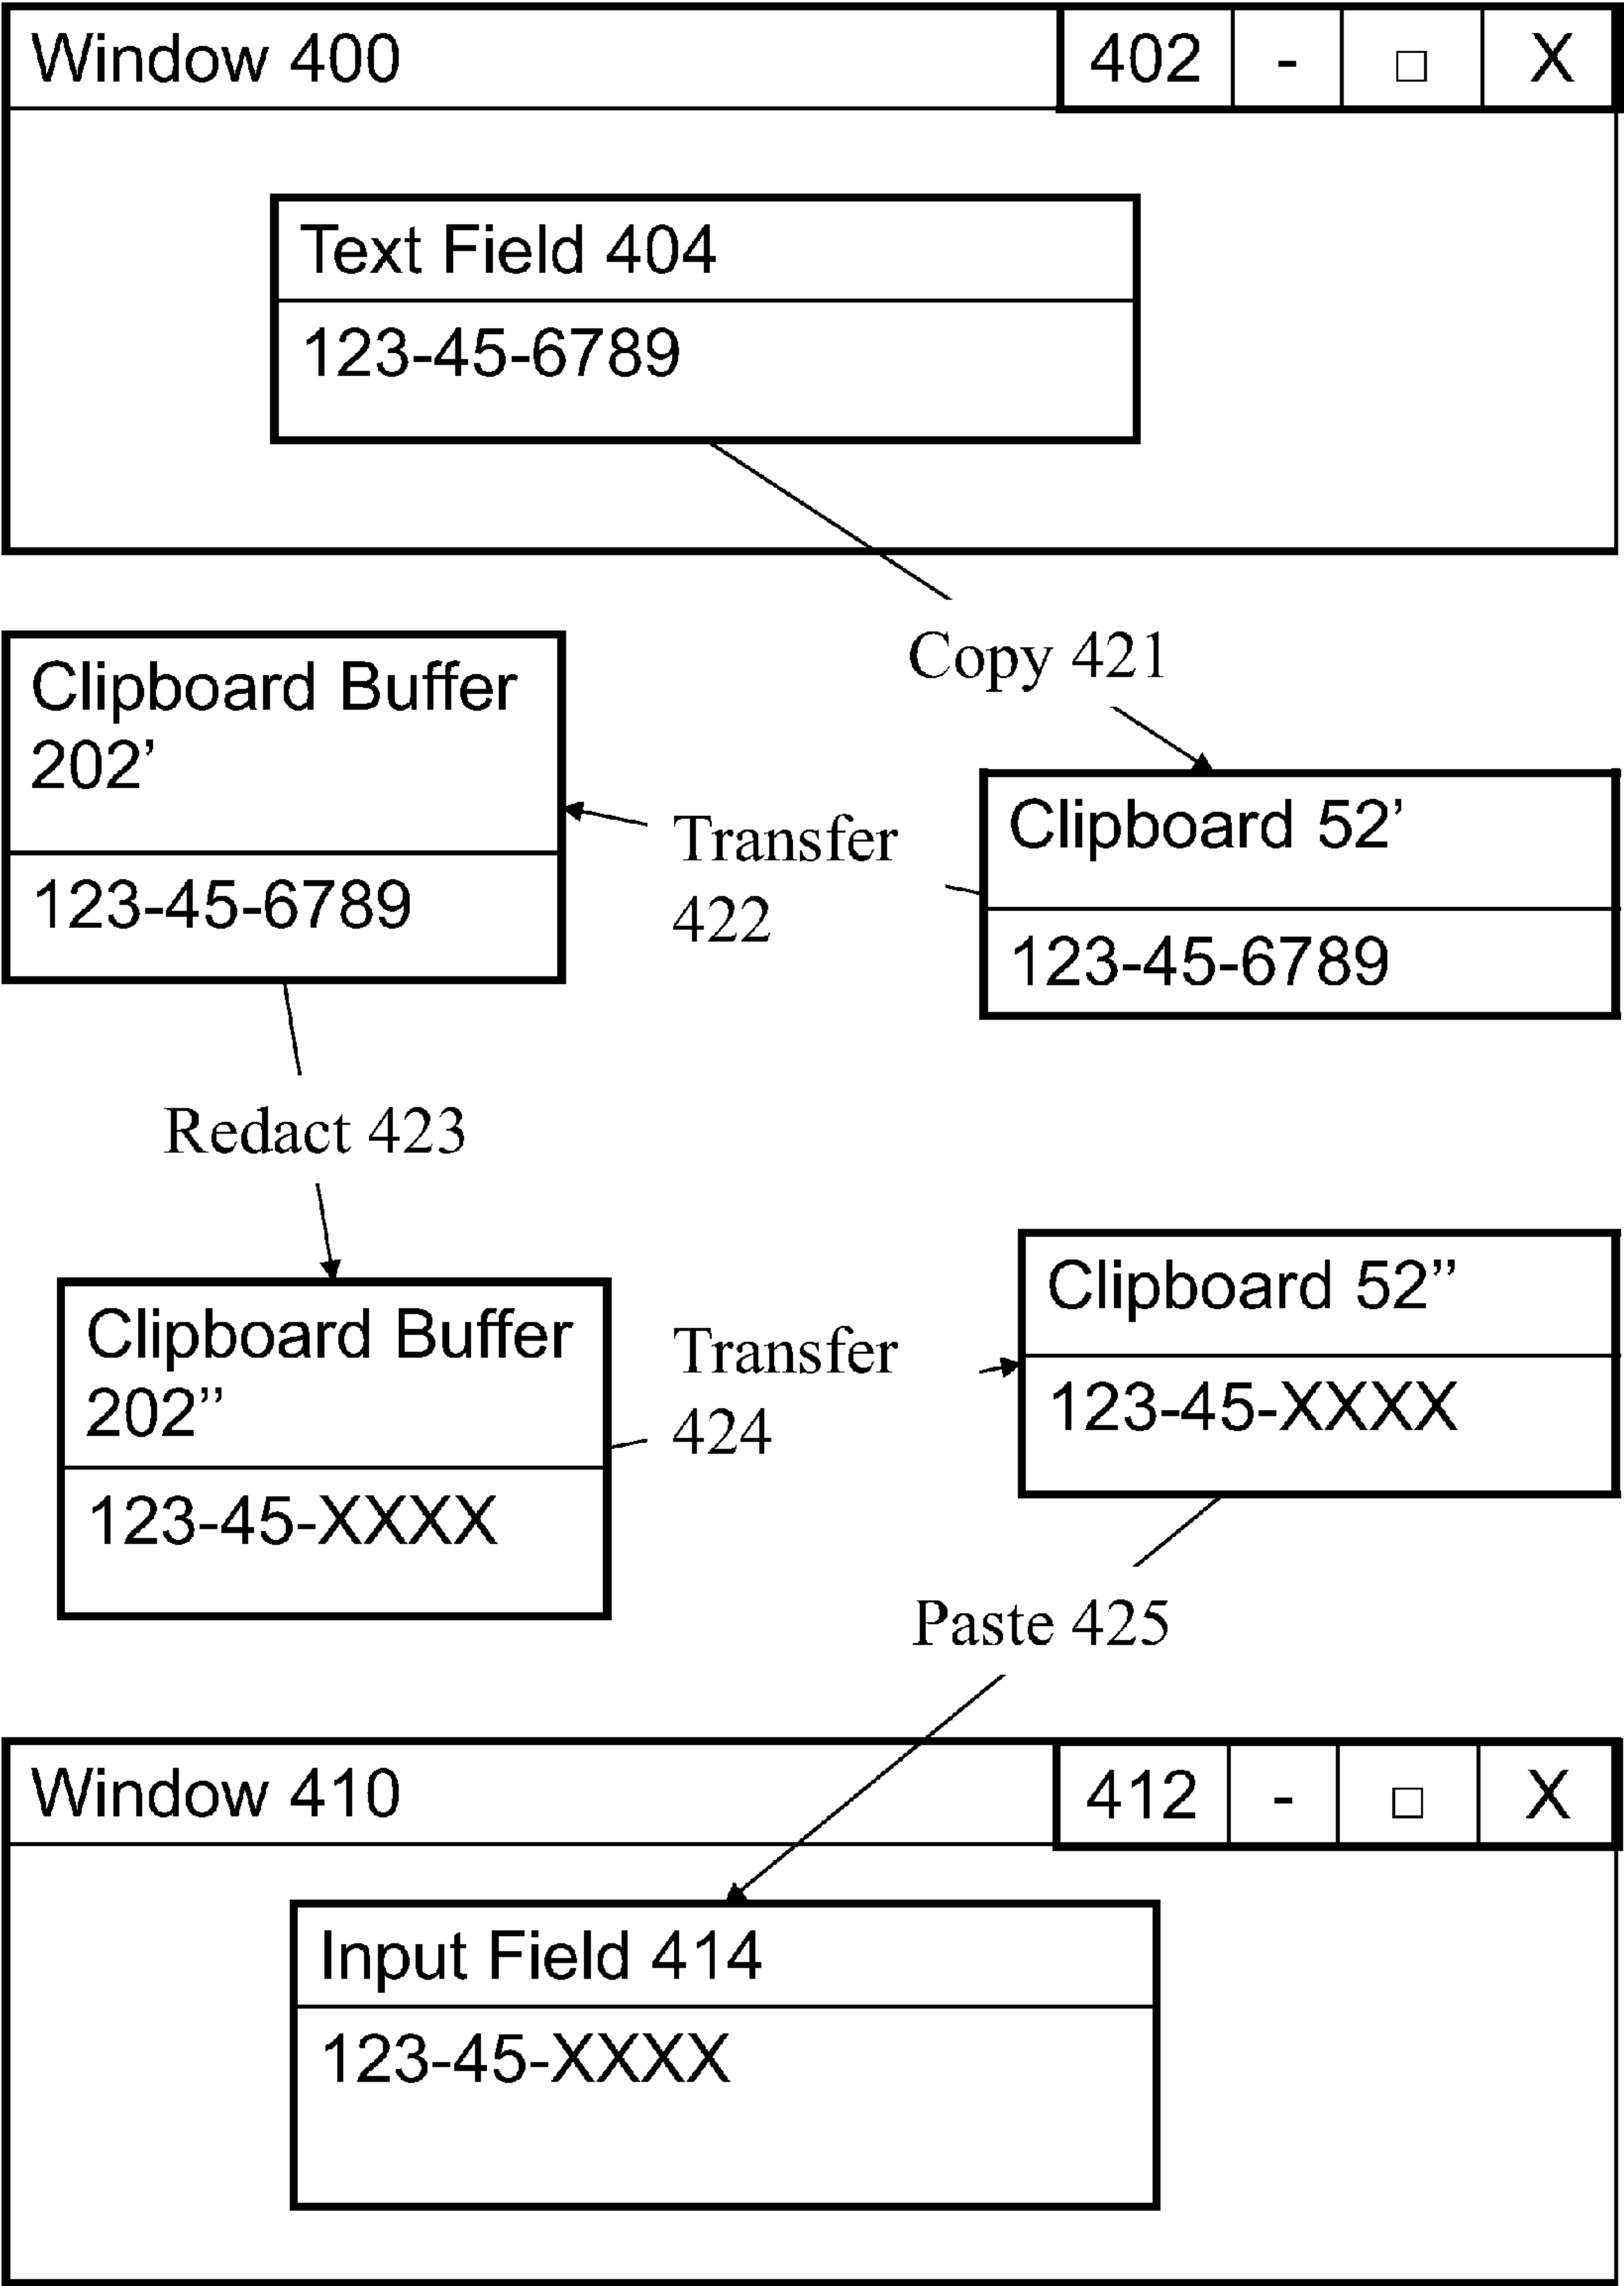 Window 400 402 - □ X
Text Field 404
123-45-6789
Copy 421
Clipboard Buffer
202’
123-45-6789
Transfer
422
Clipboard 52’
123-45-6789
Redact 423
Clipboard Buffer
202”
123-45-XXXX
Transfer
424
Clipboard 52”
123-45-XXXX
Paste 425
Window 410 412 - □ X
Input Field 414
123-45-XXXX